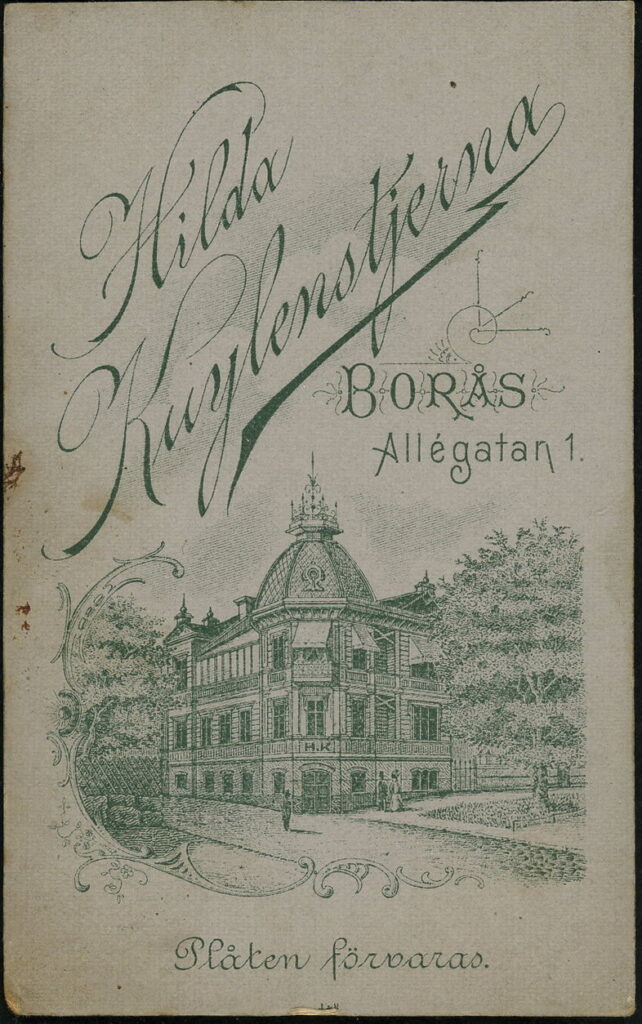 Hilda
Kuylenstjerna
BORÅS
Allégatan 1.
H.K
Plåten förvaras.